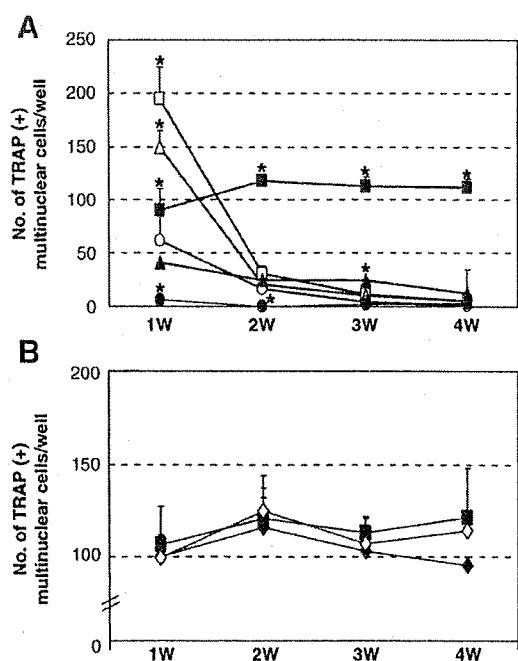 A
250
200
150
100
50
0
No. of TRAP (+)
multinuclear cells/well
* * * * * * * * *
1W 2W 3W 4W
B
200
150
100
0
No. of TRAP (+)
multinuclear cells/well
1W 2W 3W 4W